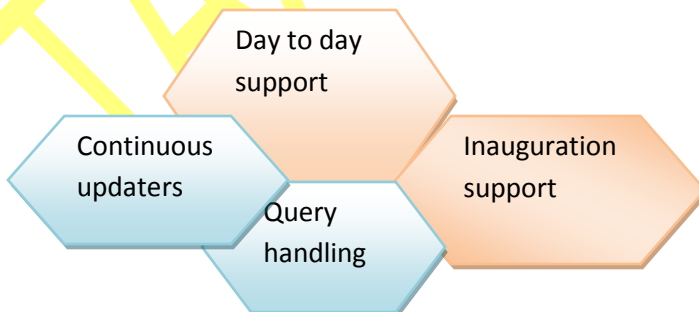 Day to day
support
Continuous
updaters
Inauguration
support
Query
handling